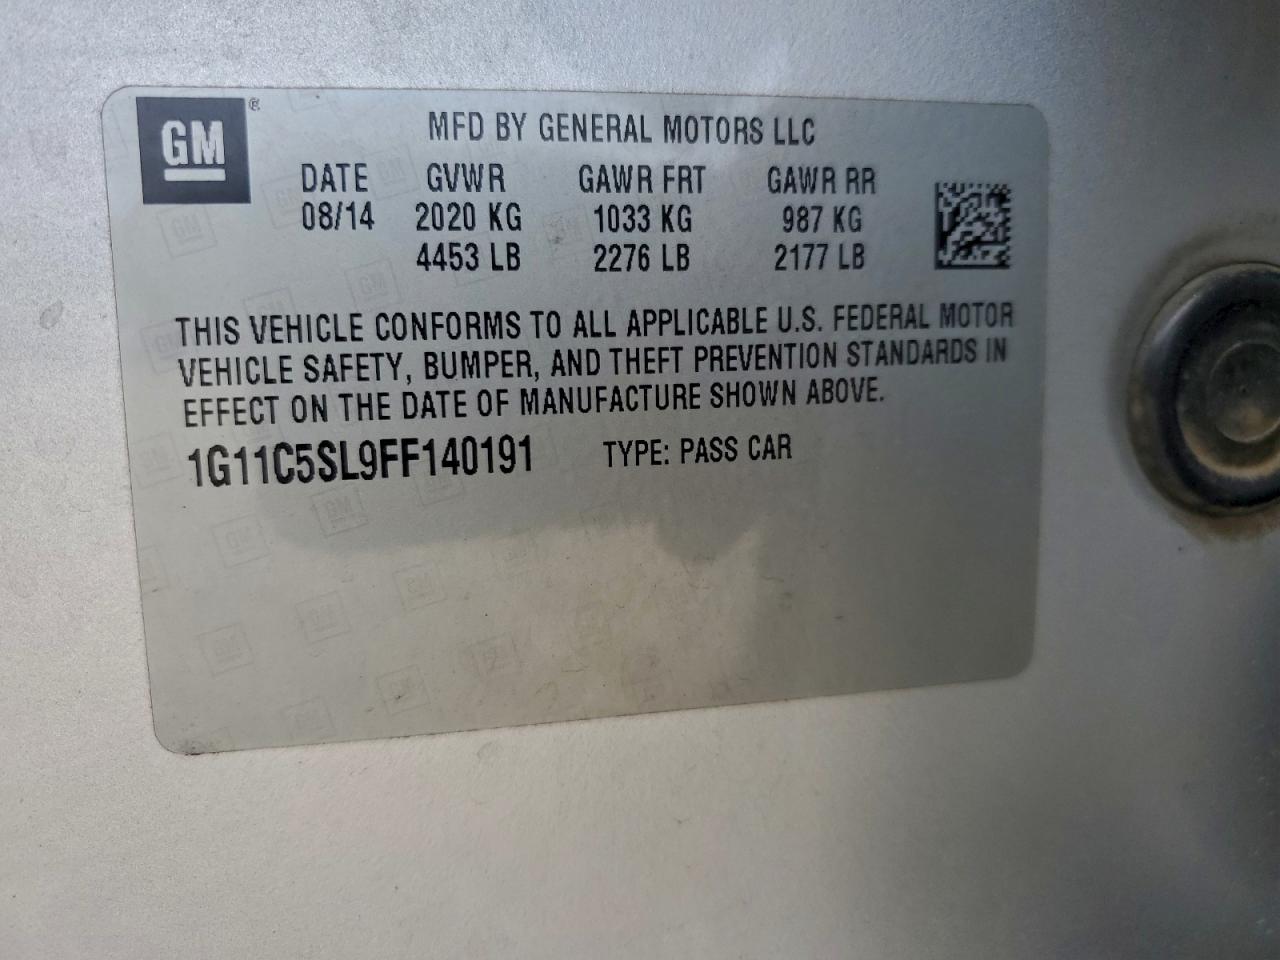 GM ®
MFD BY GENERAL MOTORS LLC
DATE GVWR GAWR FRT GAWR RR
08/14 2020 KG 1033 KG 987 KG
4453 LB 2276 LB 2177 LB
THIS VEHICLE CONFORMS TO ALL APPLICABLE U.S. FEDERAL MOTOR
VEHICLE SAFETY, BUMPER, AND THEFT PREVENTION STANDARDS IN
EFFECT ON THE DATE OF MANUFACTURE SHOWN ABOVE.
1G11C5SL9FF140191 TYPE: PASS CAR